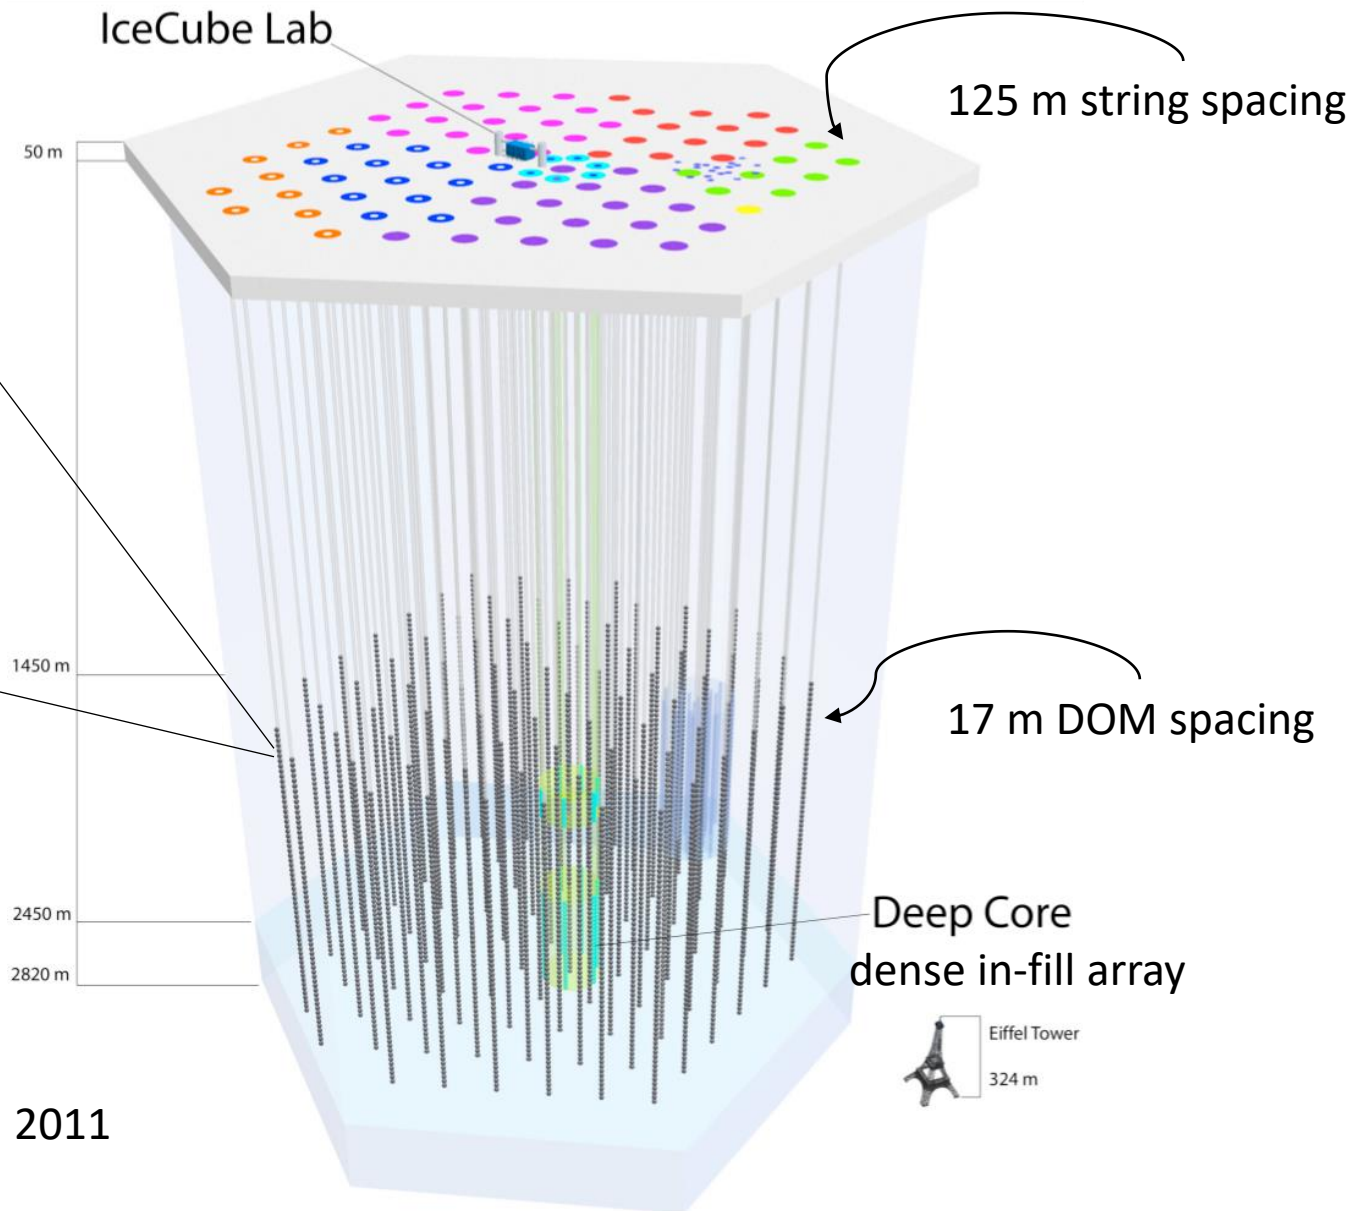 IceCube Lab
125 m string spacing
50 m
1450 m
17 m DOM spacing
2450 m
Deep Core
dense in-fill array
2820 m
Eiffel Tower
324 m
2011